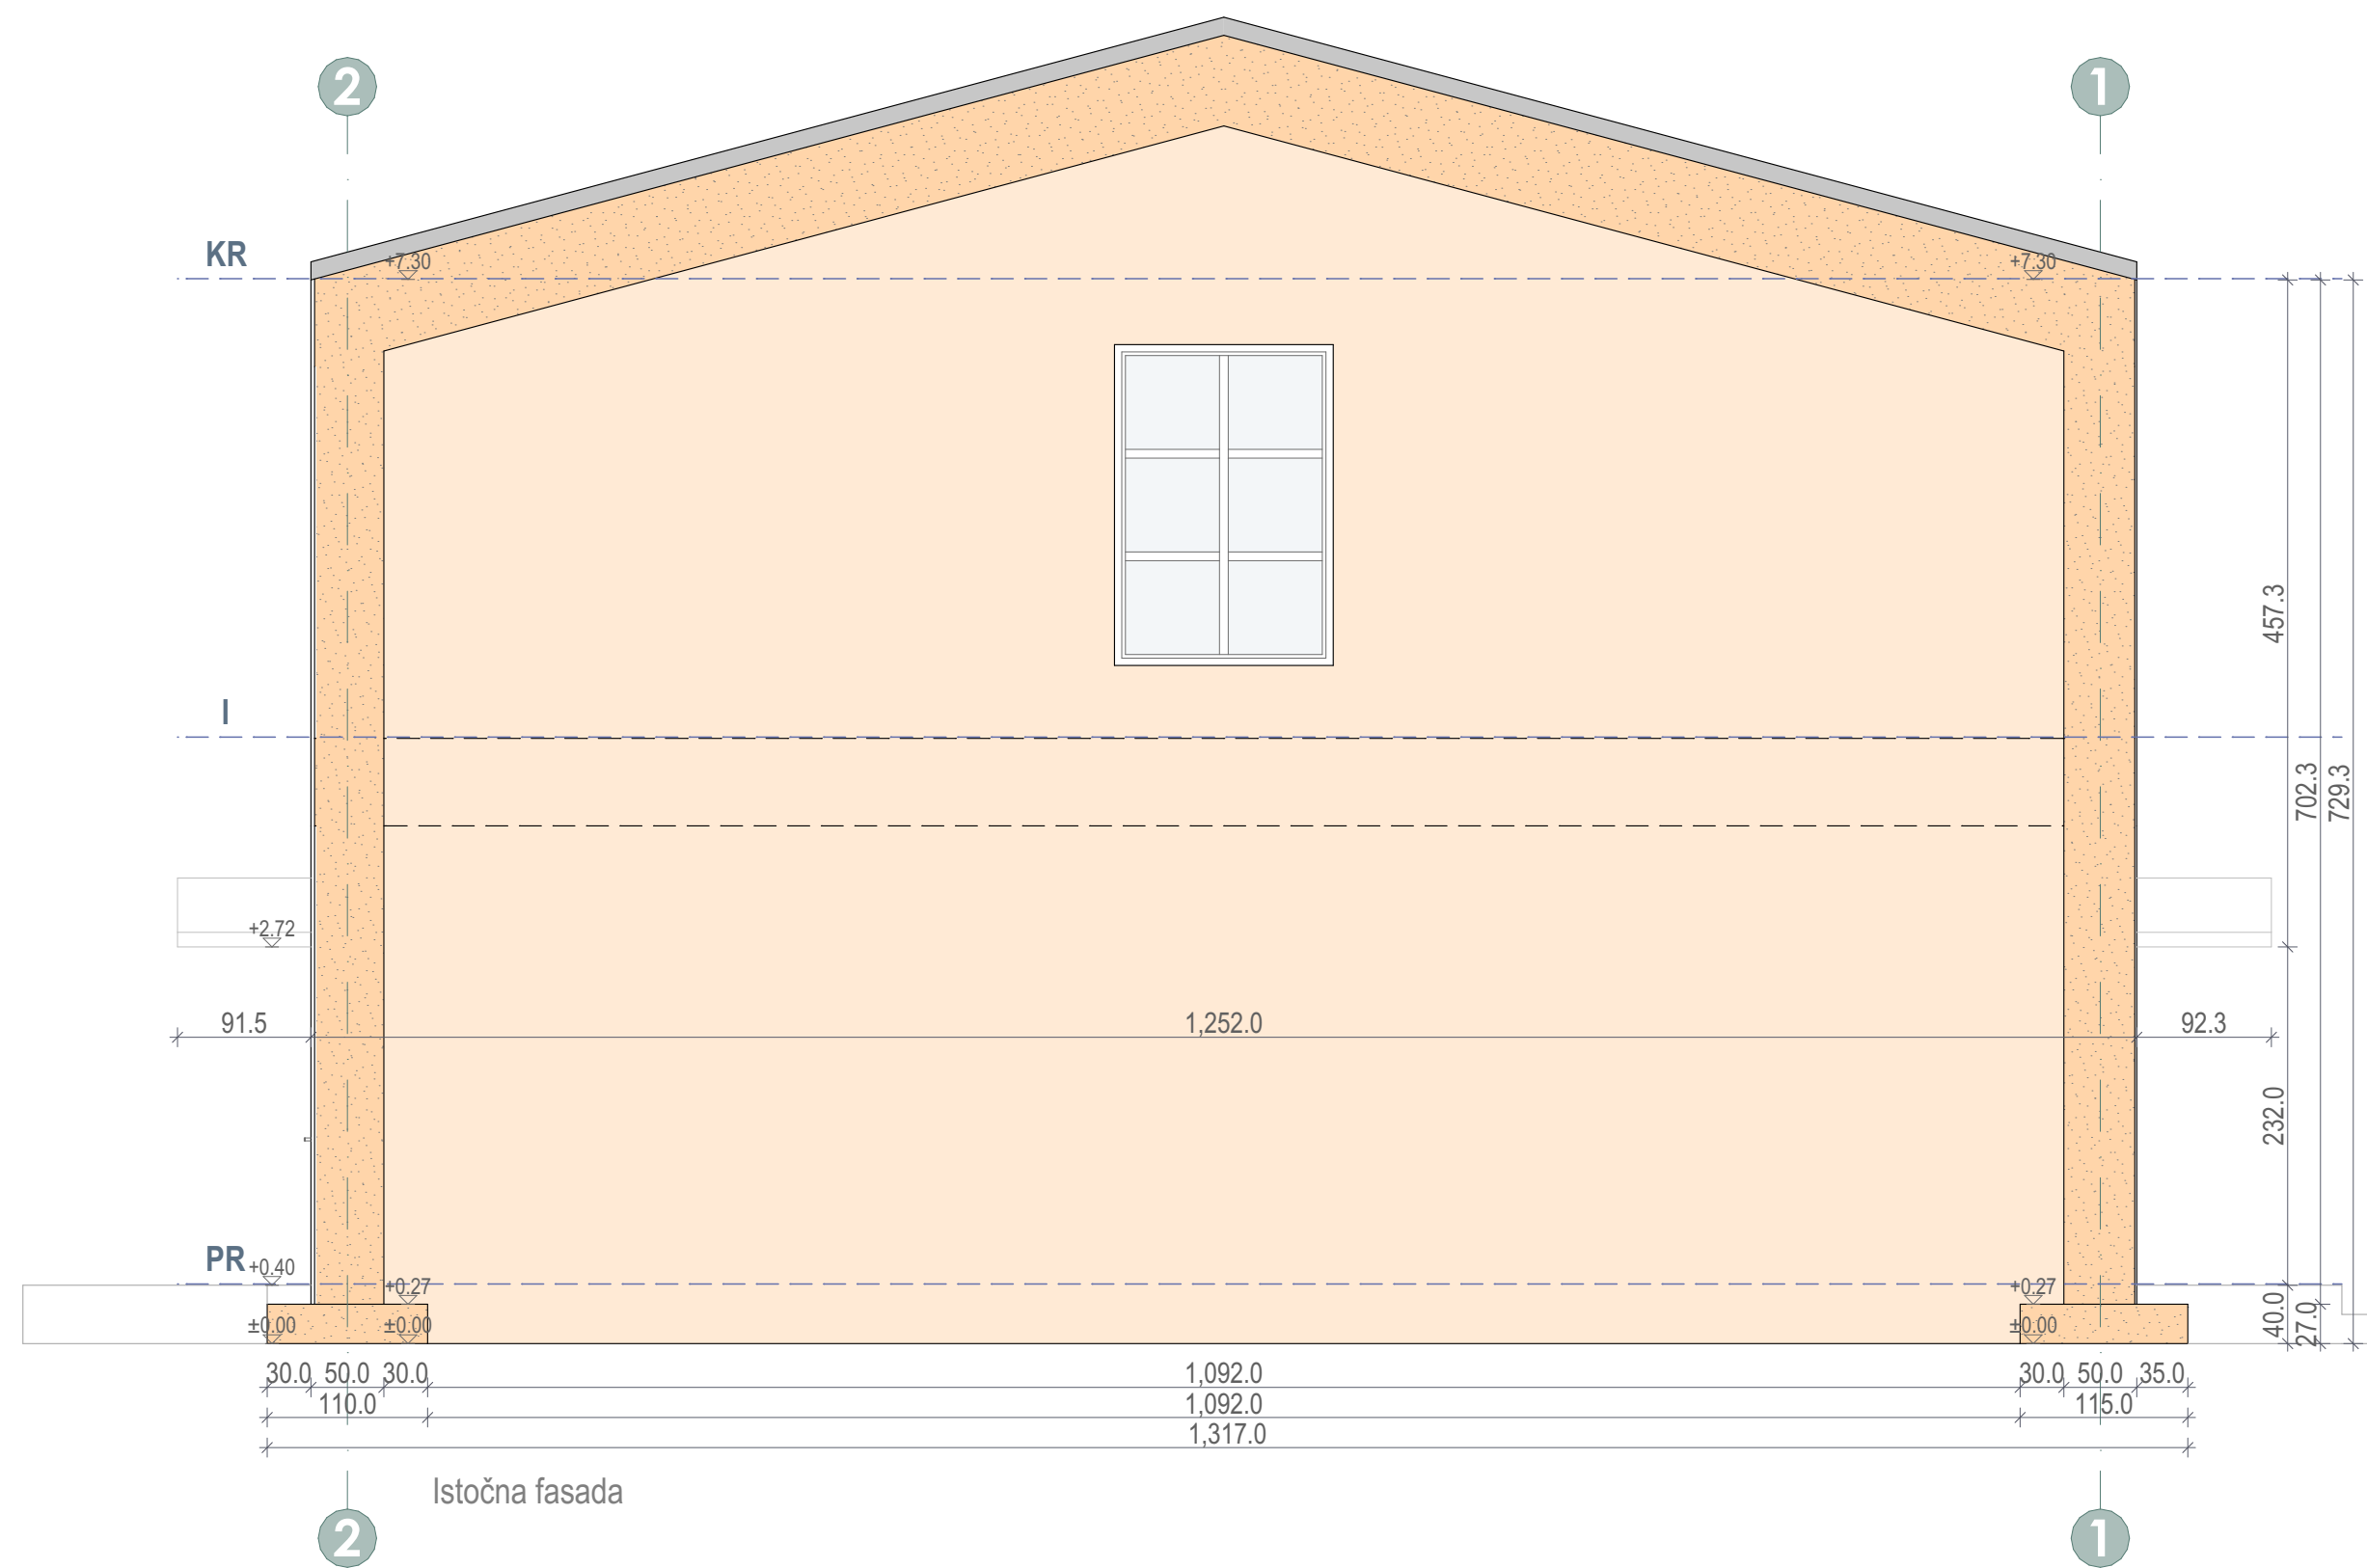 2 1
KR +7.30 +7.30
457.3
I
702.3 729.3
+2.72
91.5 1,252.0 92.3
232.0
PR +0.40 +0.27 +0.27
±0.00 ±0.00 ±0.00 40.0 27.0
30.0 50.0 30.0 1,092.0 30.0 50.0 35.0
110.0 1,092.0 115.0
1,317.0
Istočna fasada
2 1